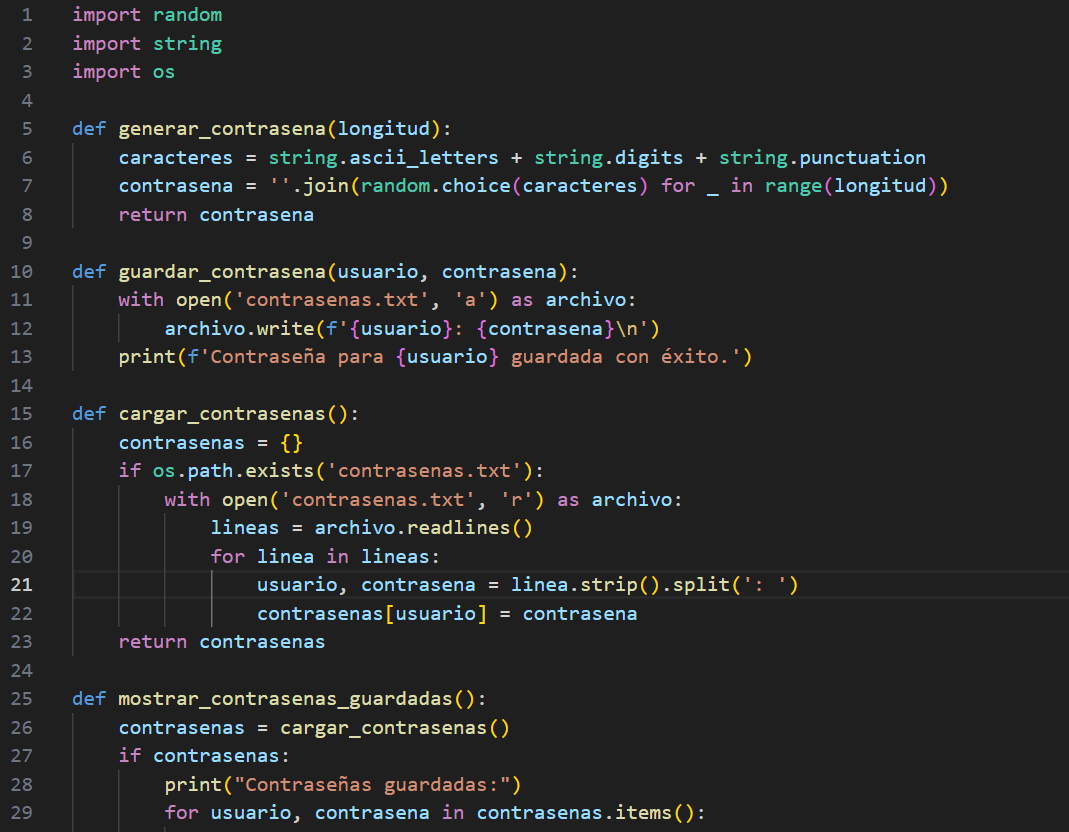 1 import random
2 import string
3 import os
4
5 def generar_contrasena(longitud):
6     caracteres = string.ascii_letters + string.digits + string.punctuation
7     contrasena = ''.join(random.choice(caracteres) for _ in range(longitud))
8     return contrasena
9
10 def guardar_contrasena(usuario, contrasena):
11     with open('contrasenas.txt', 'a') as archivo:
12         archivo.write(f'{usuario}: {contrasena}\n')
13     print(f'Contraseña para {usuario} guardada con éxito.')
14
15 def cargar_contrasenas():
16     contrasenas = {}
17     if os.path.exists('contrasenas.txt'):
18         with open('contrasenas.txt', 'r') as archivo:
19             lineas = archivo.readlines()
20             for linea in lineas:
21                 usuario, contrasena = linea.strip().split(': ')
22                 contrasenas[usuario] = contrasena
23     return contrasenas
24
25 def mostrar_contrasenas_guardadas():
26     contrasenas = cargar_contrasenas()
27     if contrasenas:
28         print("Contraseñas guardadas:")
29         for usuario, contrasena in contrasenas.items():